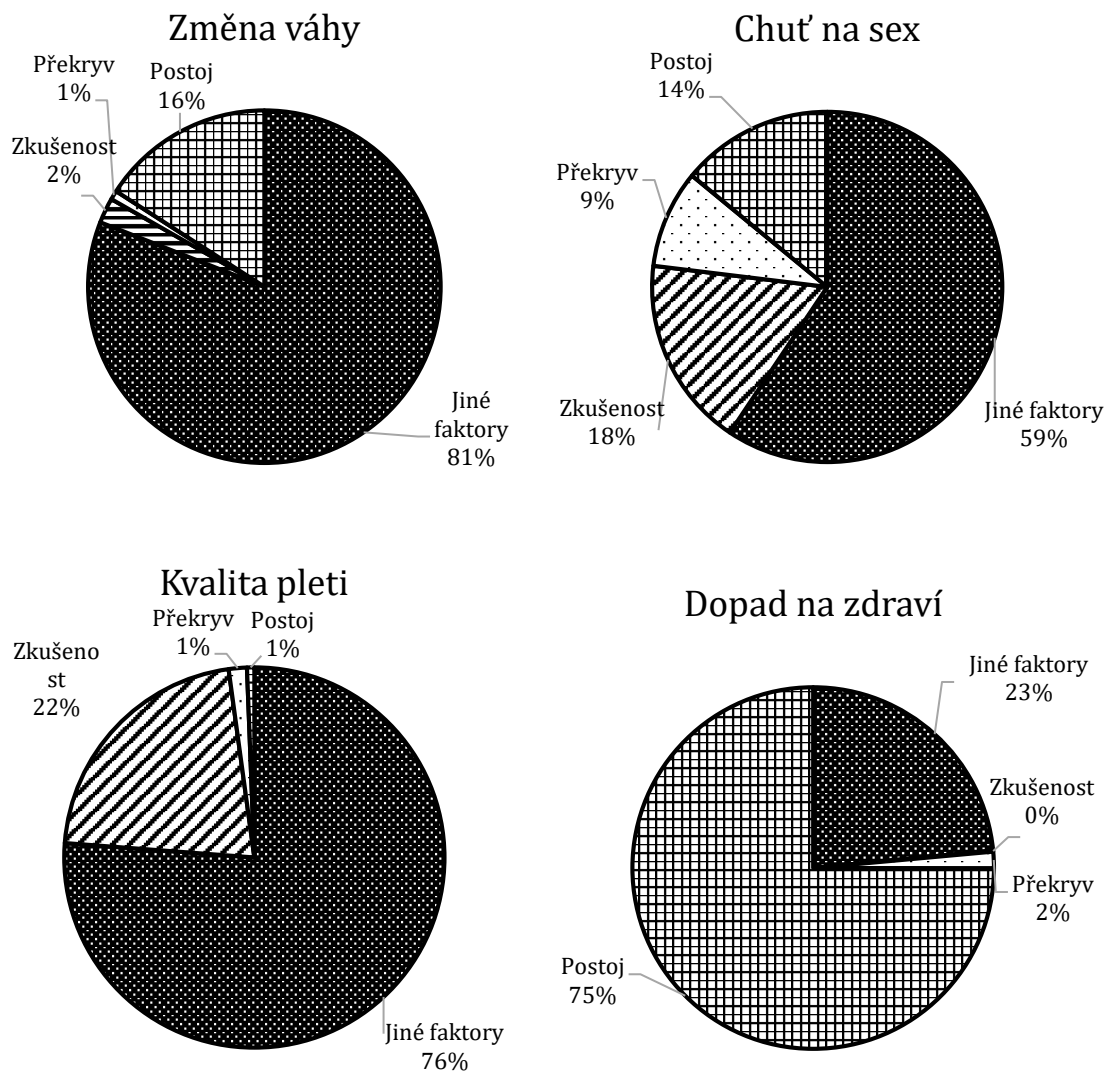 Změna váhy
Překryv
1%
Postoj
16%
Zkušenost
2%
Jiné
faktory
81%
Chuť na sex
Postoj
14%
Překryv
9%
Zkušenost
18%
Jiné faktory
59%
Kvalita pleti
Překryv
1%
Postoj
1%
Zkušeno
st
22%
Jiné faktory
76%
Dopad na zdraví
Jiné faktory
23%
Zkušenost
0%
Překryv
2%
Postoj
75%